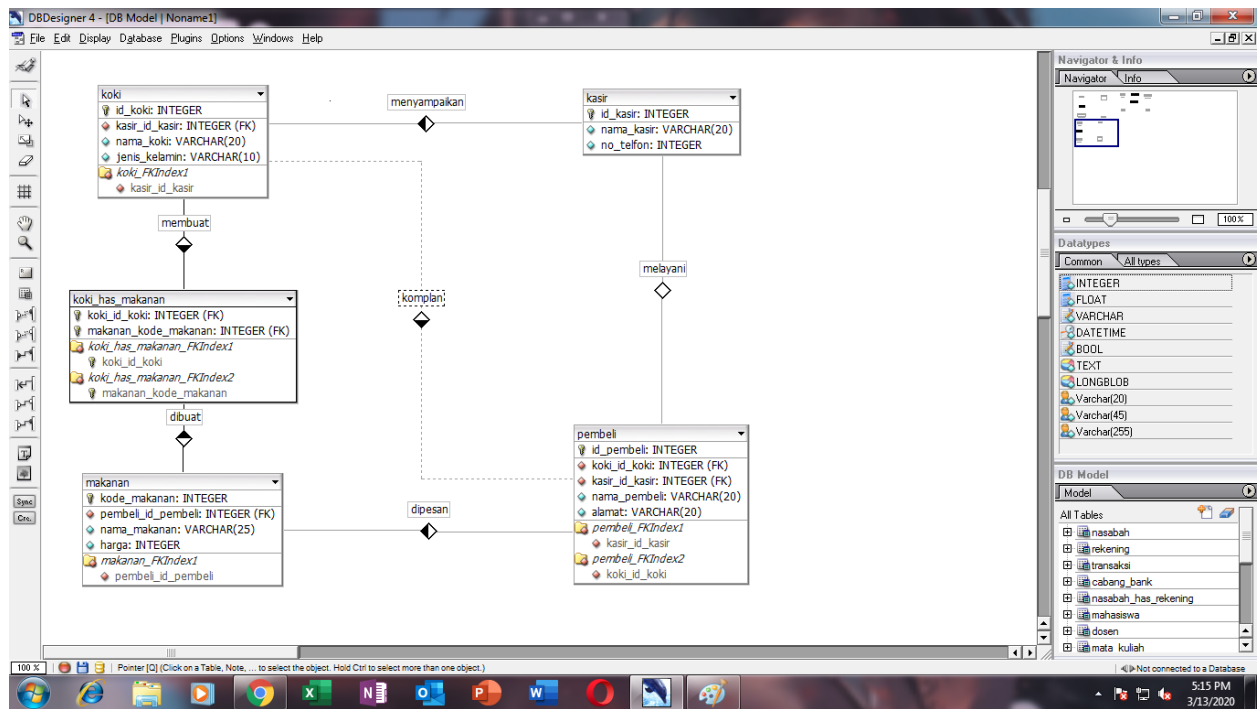 DBDesigner 4 - [DB Model | Noname1]
File Edit Display Database Plugins Options Windows Help
koki
id_koki: INTEGER
kasir_id_kasir: INTEGER (FK)
nama_koki: VARCHAR(20)
jenis_kelamin: VARCHAR(10)
koki_FKIndex1
kasir_id_kasir
menyampaikan
kasir
id_kasir: INTEGER
nama_kasir: VARCHAR(20)
no_telfon: INTEGER
membuat
melayani
komplan
koki_has_makanan
koki_id_koki: INTEGER (FK)
makanan_kode_makanan: INTEGER (FK)
koki_has_makanan_FKIndex1
koki_id_koki
koki_has_makanan_FKIndex2
makanan_kode_makanan
dibuat
makanan
kode_makanan: INTEGER
pembeli_id_pembeli: INTEGER (FK)
nama_makanan: VARCHAR(25)
harga: INTEGER
makanan_FKIndex1
pembeli_id_pembeli
dipesan
pembeli
id_pembeli: INTEGER
koki_id_koki: INTEGER (FK)
kasir_id_kasir: INTEGER (FK)
nama_pembeli: VARCHAR(20)
alamat: VARCHAR(20)
pembeli_FKIndex1
kasir_id_kasir
pembeli_FKIndex2
koki_id_koki
Navigator & Info
Navigator Info
100 %
Datatypes
Common All types
INTEGER
FLOAT
VARCHAR
DATETIME
BOOL
TEXT
LONGBLOB
Varchar(20)
Varchar(45)
Varchar(255)
DB Model
Model
All Tables
nasabah
rekening
transaksi
cabang_bank
nasabah_has_rekening
mahasiswa
dosen
mata_kuliah
Sync
Cre.
100 %
Pointer [Q] (Click on a Table, Note, ... to select the object. Hold Ctrl to select more than one object.)
Not connected to a Database
5:15 PM
3/13/2020